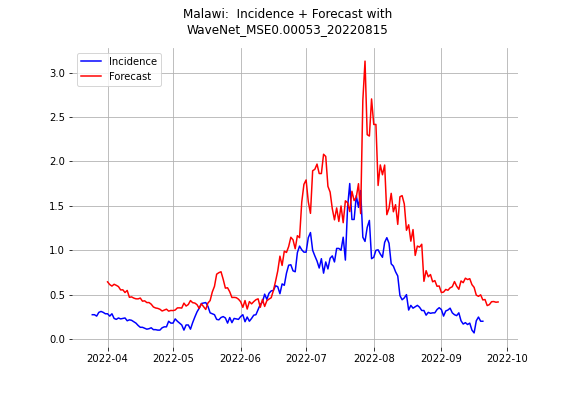 Malawi:  Incidence + Forecast with
WaveNet_MSE0.00053_20220815
Incidence
Forecast
3.0
2.5
2.0
1.5
1.0
0.5
0.0
2022-04 2022-05 2022-06 2022-07 2022-08 2022-09 2022-10